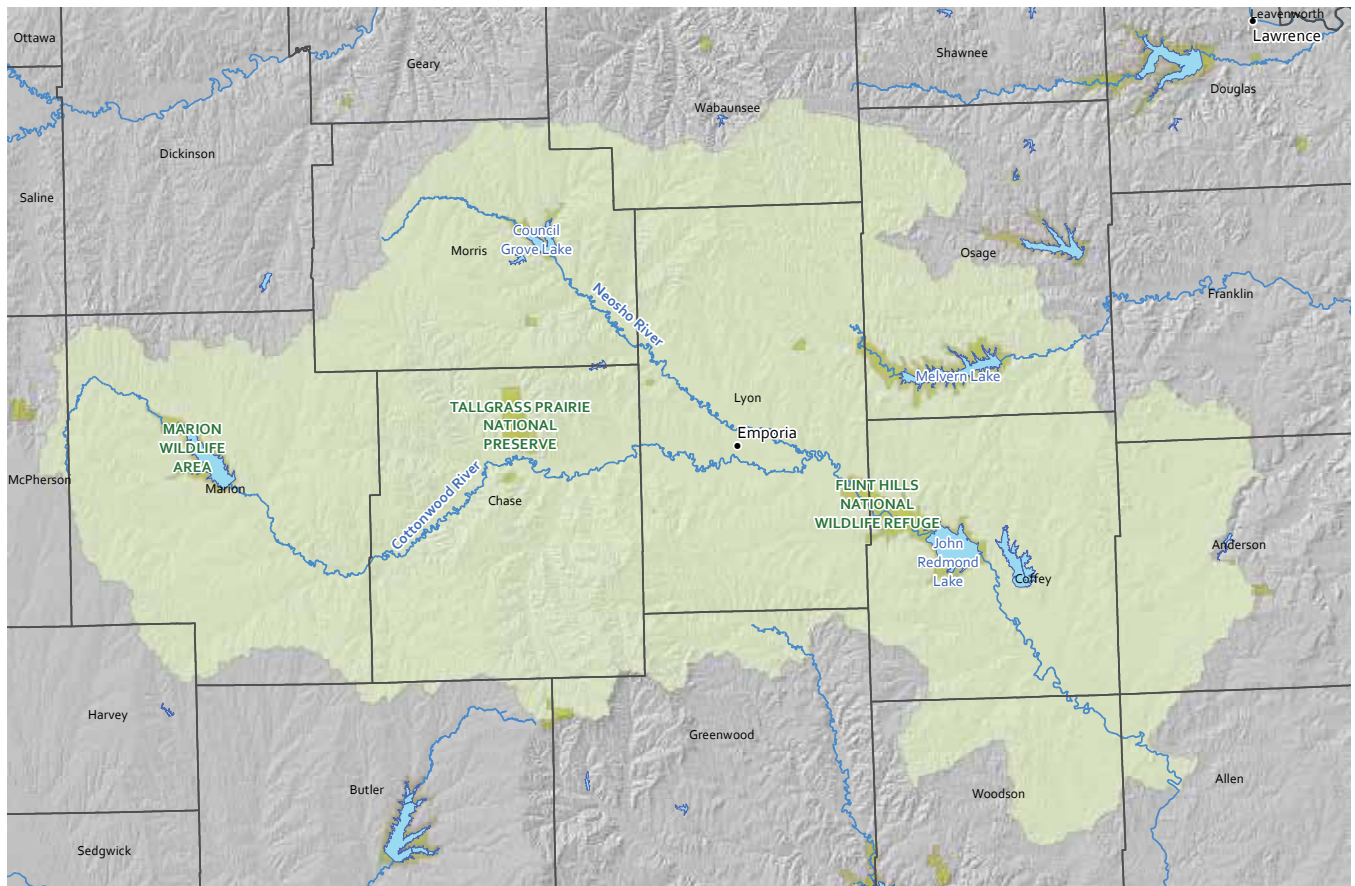 Leavenworth
Ottawa
Lawrence
Shawnee
Geary
Douglas
Wabaunsee
Dickinson
Saline
Council
Grove Lake
Morris
Osage
Neosho River
Franklin
Melvern Lake
Lyon
TALLGRASS PRAIRIE
NATIONAL
PRESERVE
MARION
WILDLIFE
AREA
Emporia
McPherson
Marion
Cottonwood River
Chase
FLINT HILLS
NATIONAL
WILDLIFE REFUGE
John
Redmond
Lake
Anderson
Coffey
Harvey
Greenwood
Butler
Woodson
Allen
Sedgwick